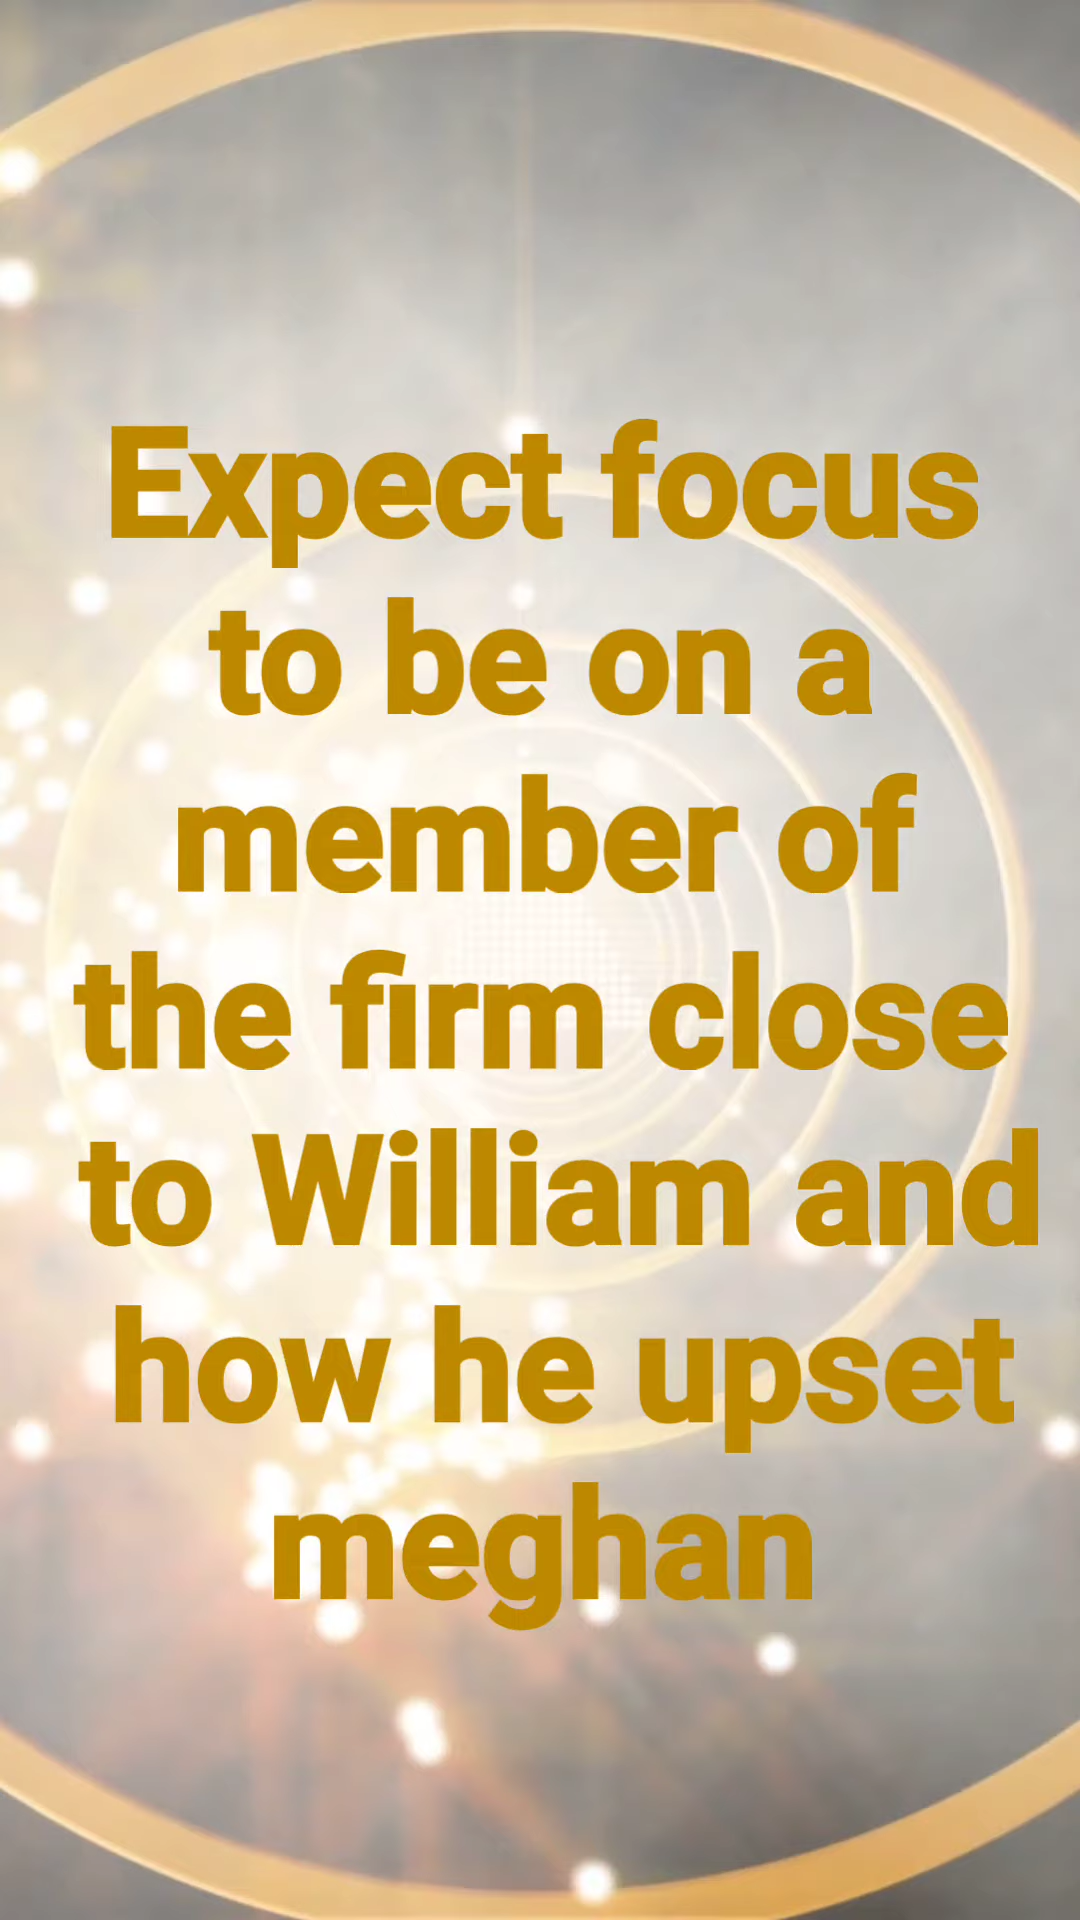 Expect focus
to be on a
member of
the firm close
to William and
how he upset
meghan